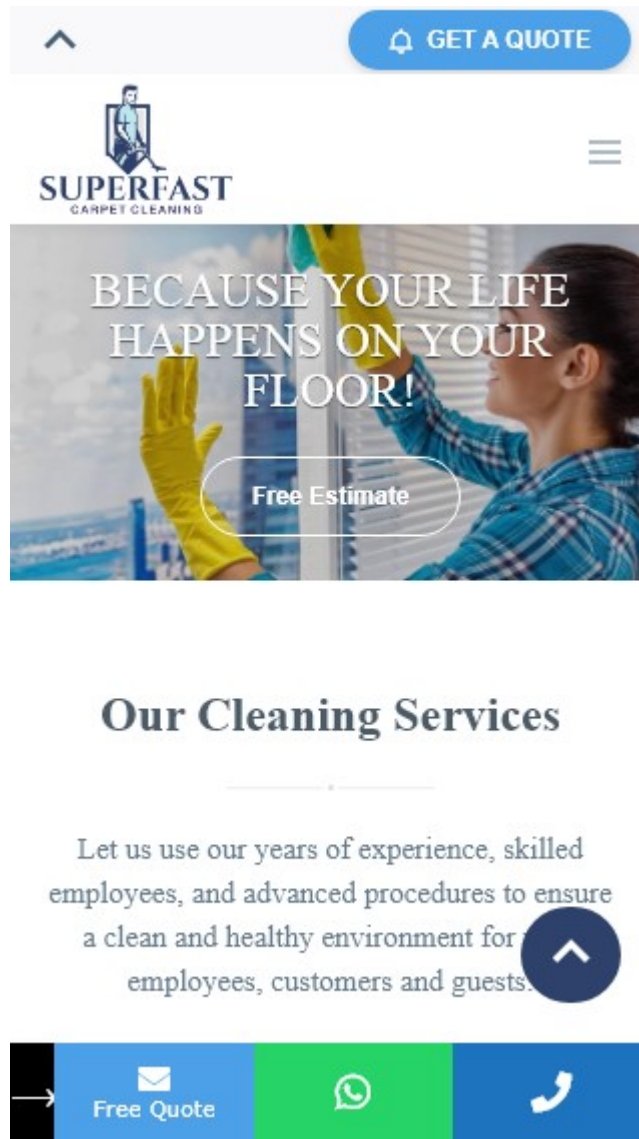 GET A QUOTE
SUPERFAST
CARPET CLEANING
BECAUSE YOUR LIFE
HAPPENS ON YOUR
FLOOR!
Free Estimate
Our Cleaning Services
Let us use our years of experience, skilled
employees, and advanced procedures to ensure
a clean and healthy environment for
employees, customers and guests.
Free Quote